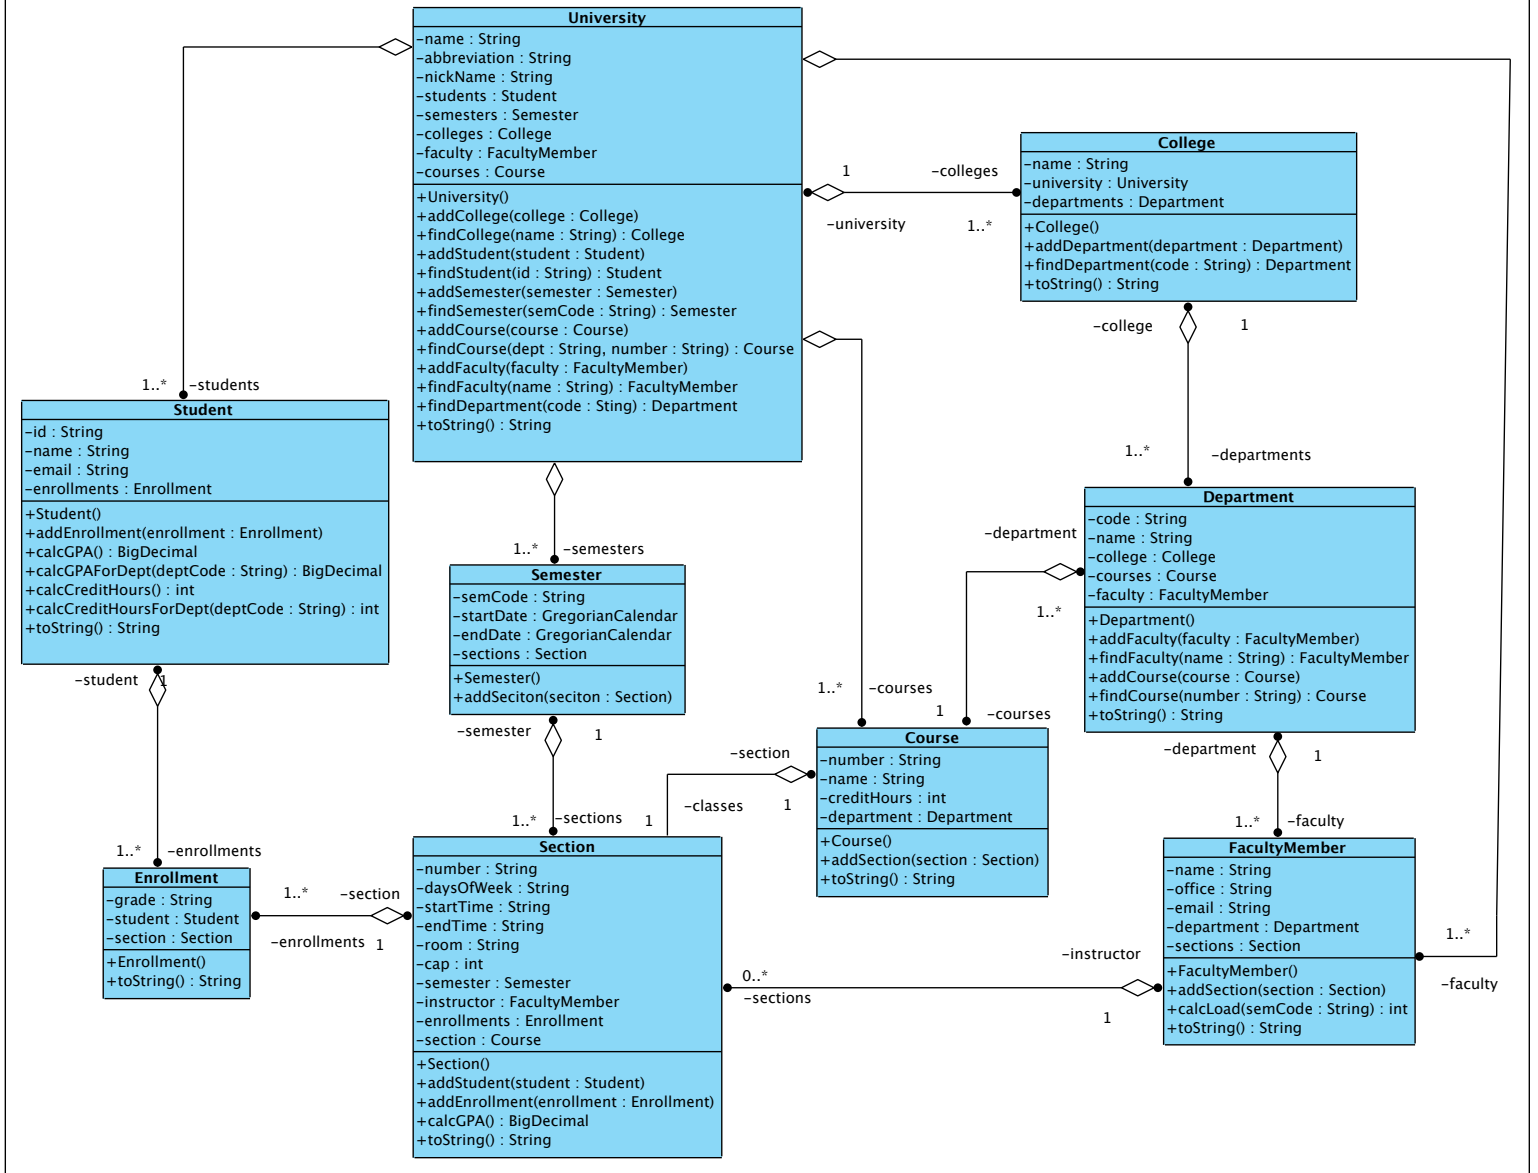 University
-name : String
-abbreviation : String
-nickName : String
-students : Student
-semesters : Semester
-colleges : College
-faculty : FacultyMember
-courses : Course
+University()
+addCollege(college : College)
+findCollege(name : String) : College
+addStudent(student : Student)
+findStudent(id : String) : Student
+addSemester(semester : Semester)
+findSemester(semCode : String) : Semester
+addCourse(course : Course)
+findCourse(dept : String, number : String) : Course
+addFaculty(faculty : FacultyMember)
+findFaculty(name : String) : FacultyMember
+findDepartment(code : Sting) : Department
+toString() : String
1
-colleges
-university
1..*
College
-name : String
-university : University
-departments : Department
+College()
+addDepartment(department : Department)
+findDepartment(code : String) : Department
+toString() : String
-college
1
1..*
-departments
1..*
-students
Student
-id : String
-name : String
-email : String
-enrollments : Enrollment
+Student()
+addEnrollment(enrollment : Enrollment)
+calcGPA() : BigDecimal
+calcGPAForDept(deptCode : String) : BigDecimal
+calcCreditHours() : int
+calcCreditHoursForDept(deptCode : String) : int
+toString() : String
-student
1
1..*
-enrollments
1..*
-semesters
Semester
-semCode : String
-startDate : GregorianCalendar
-endDate : GregorianCalendar
-sections : Section
+Semester()
+addSeciton(seciton : Section)
-semester
1
1..*
-sections
Department
-code : String
-name : String
-college : College
-courses : Course
-faculty : FacultyMember
+Department()
+addFaculty(faculty : FacultyMember)
+findFaculty(name : String) : FacultyMember
+addCourse(course : Course)
+findCourse(number : String) : Course
+toString() : String
-department
1..*
1
-courses
1..*
-courses
-department
1
1..*
-faculty
Course
-number : String
-name : String
-creditHours : int
-department : Department
+Course()
+addSection(section : Section)
+toString() : String
-section
1
-classes
1
Enrollment
-grade : String
-student : Student
-section : Section
+Enrollment()
+toString() : String
1..*
-section
-enrollments
1
Section
-number : String
-daysOfWeek : String
-startTime : String
-endTime : String
-room : String
-cap : int
-semester : Semester
-instructor : FacultyMember
-enrollments : Enrollment
-section : Course
+Section()
+addStudent(student : Student)
+addEnrollment(enrollment : Enrollment)
+calcGPA() : BigDecimal
+toString() : String
0..*
-sections
-instructor
1
FacultyMember
-name : String
-office : String
-email : String
-department : Department
-sections : Section
+FacultyMember()
+addSection(section : Section)
+calcLoad(semCode : String) : int
+toString() : String
1..*
-faculty